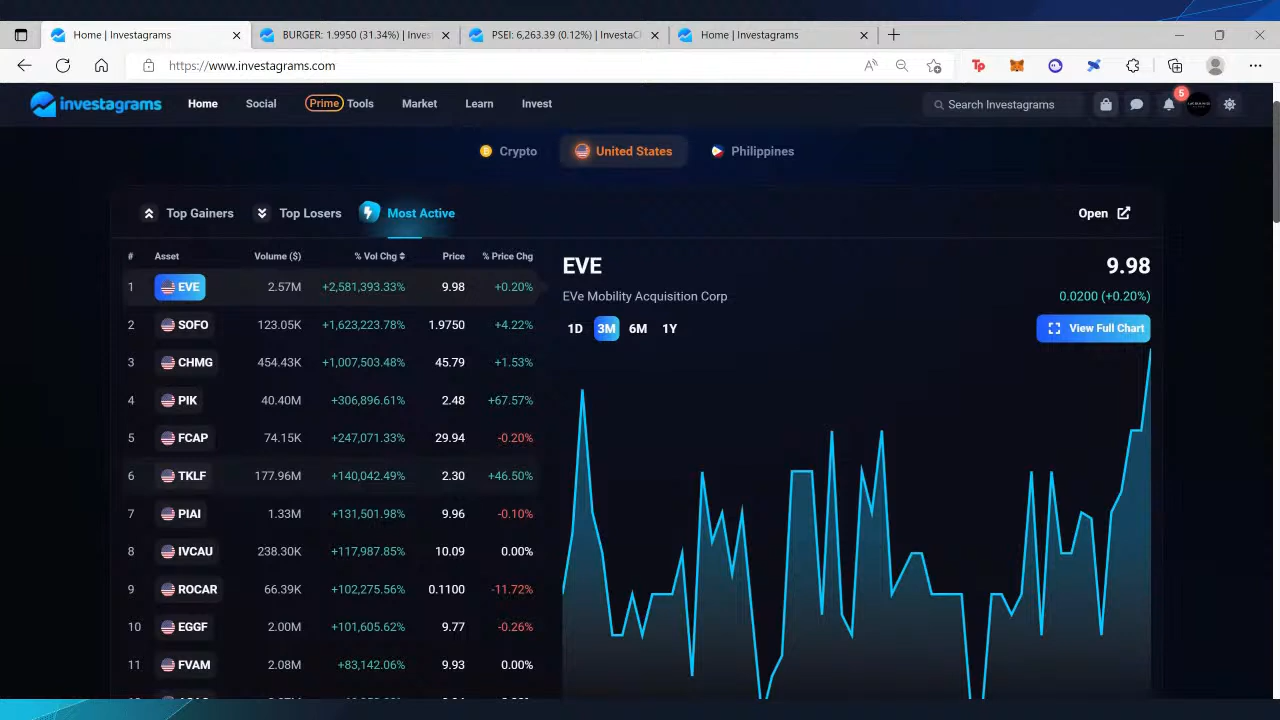 Home | Investagrams
BURGER: 1.9950 (31.34%) | Inves
PSEI: 6,263.39 (0.12%) | InvestaC
Home | Investagrams
https://www.investagrams.com
investagrams
Home
Social
Prime Tools
Market
Learn
Invest
Search Investagrams
5
Crypto
United States
Philippines
Top Gainers
Top Losers
Most Active
Open
# Asset Volume ($) % Vol Chg Price % Price Chg
1 EVE 2.57M +2,581,393.33% 9.98 +0.20%
2 SOFO 123.05K +1,623,223.78% 1.9750 +4.22%
3 CHMG 454.43K +1,007,503.48% 45.79 +1.53%
4 PIK 40.40M +306,896.61% 2.48 +67.57%
5 FCAP 74.15K +247,071.33% 29.94 -0.20%
6 TKLF 177.96M +140,042.49% 2.30 +46.50%
7 PIAI 1.33M +131,501.98% 9.96 -0.10%
8 IVCAU 238.30K +117,987.85% 10.09 0.00%
9 ROCAR 66.39K +102,275.56% 0.1100 -11.72%
10 EGGF 2.00M +101,605.62% 9.77 -0.26%
11 FVAM 2.08M +83,142.06% 9.93 0.00%
EVE
9.98
EVe Mobility Acquisition Corp
0.0200 (+0.20%)
1D 3M 6M 1Y
View Full Chart